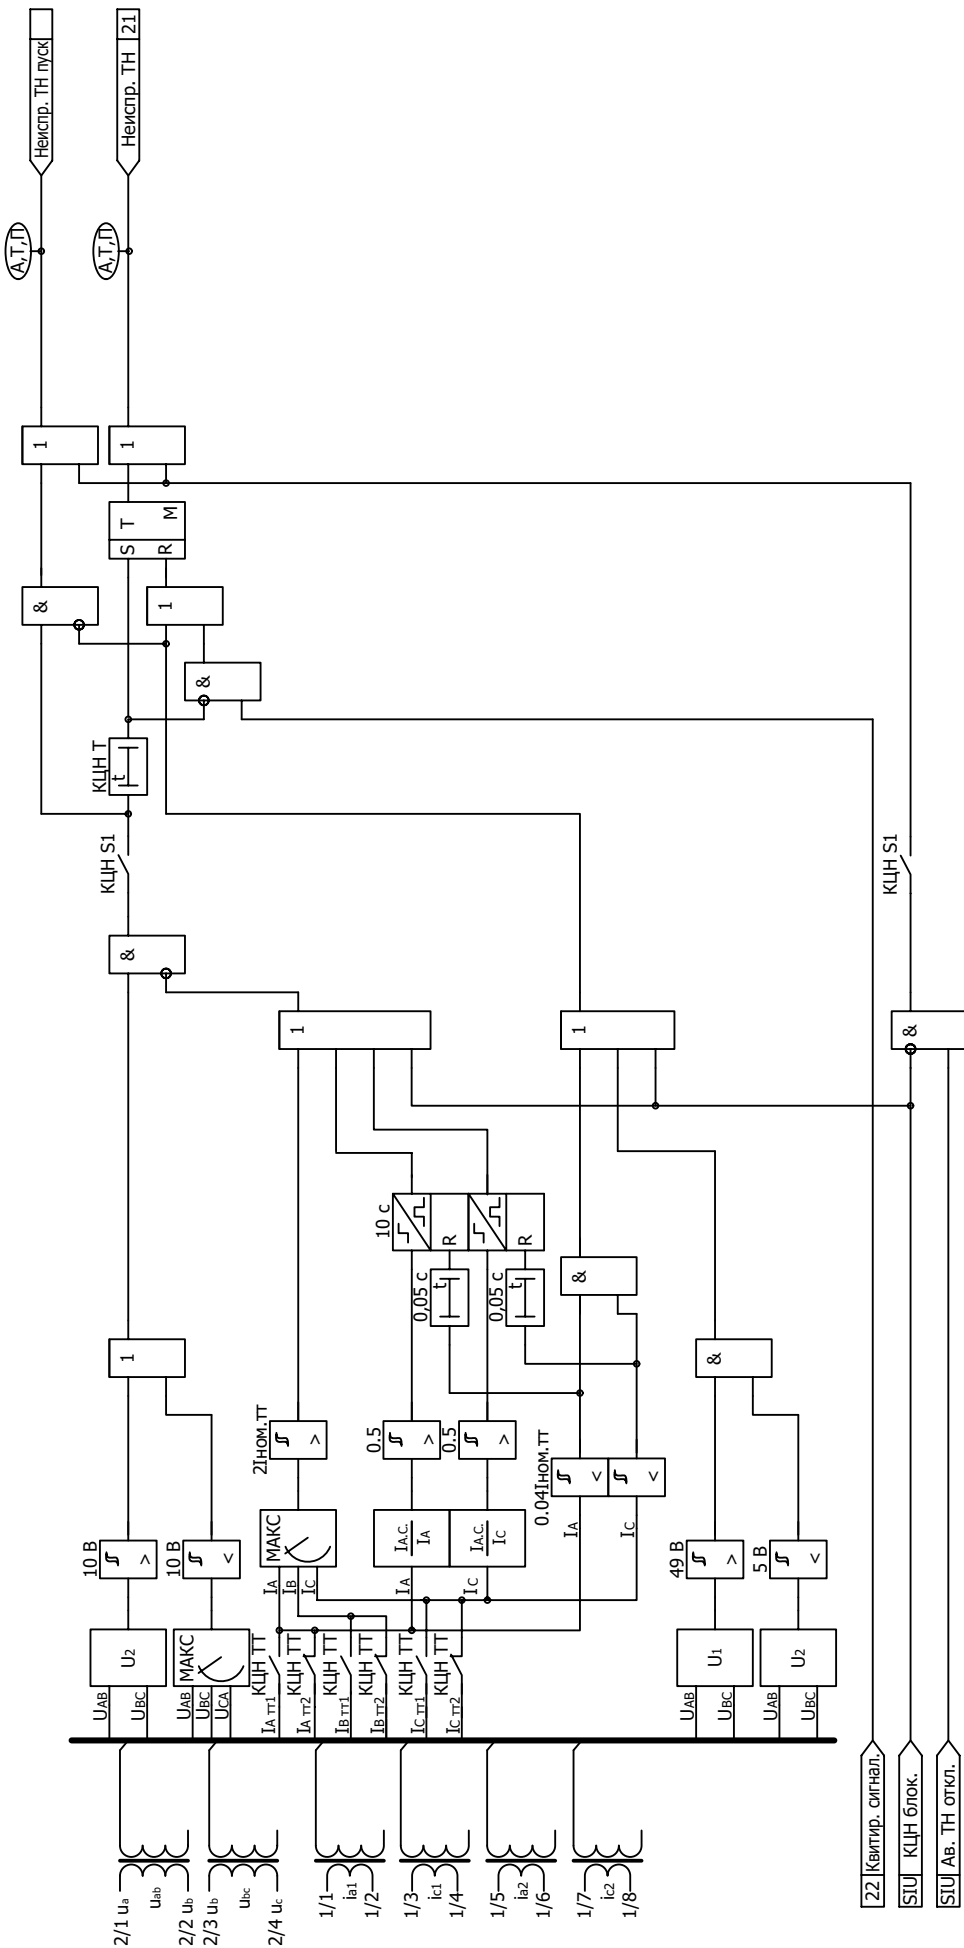 2/1 uₐ
uab
2/2 u_b
2/3 u_b
ubc
2/4 uc
1/1
ia1
1/2
1/3
ic1
1/4
1/5
ia2
1/6
1/7
ic2
1/8
UAB
UBC
U2
10 В
>
UAB
UBC
UCA
МАКС
10 В
<
1
IA тт1
КЦН ТТ
IA тт2
КЦН ТТ
IB тт1
КЦН ТТ
IB тт2
КЦН ТТ
IC тт1
КЦН ТТ
IC тт2
КЦН ТТ
IA
IB
IC
МАКС
2Iном.тт
>
IA
IA.C.
IA
0.5
>
IC
IA.C.
IC
0.5
>
0.04Iном.тт
IA
<
IC
<
0,05 с
t
0,05 с
t
10 с
R
R
&
UAB
UBC
U1
49 В
>
UAB
UBC
U2
5 В
<
&
1
1
&
&
КЦН S1
КЦН S1
КЦН Т
t
&
&
1
S
T
R
M
1
1
А,Т,П
А,Т,П
Неиспр. ТН пуск
Неиспр. ТН 21
22 Квитир. сигнал.
SIU КЦН блок.
SIU Ав. ТН откл.